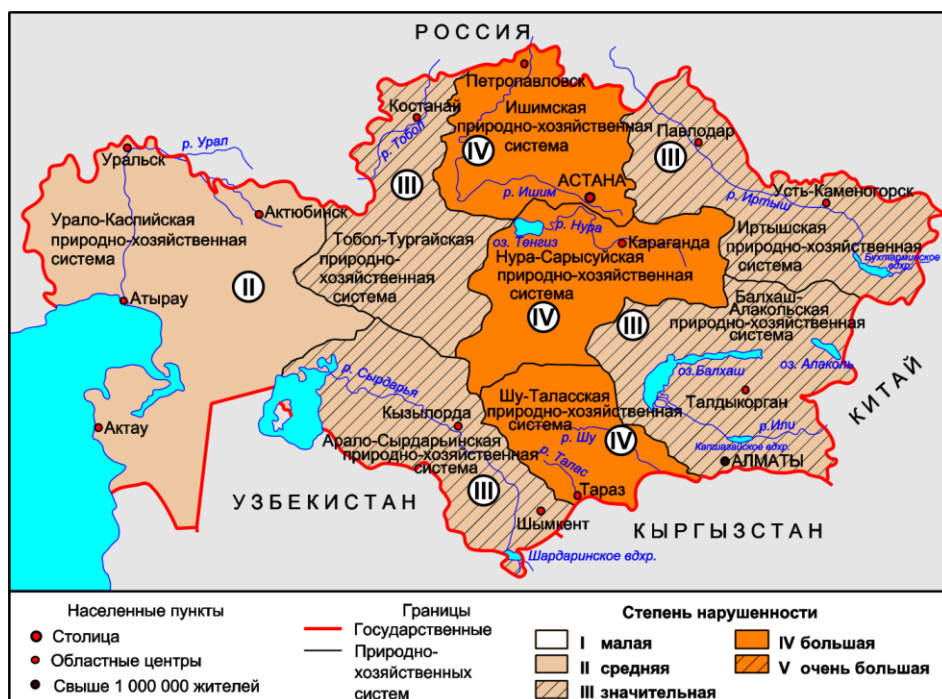 РОССИЯ
Петропавловск
Костанай
Ишимская
природно-хозяйственная
система
р. Тобол
IV
III
Павлодар
III
р. Урал
Уральск
АСТАНА
р. Ишим
Усть-Каменогорск
р. Иртыш
Актюбинск
Урало-Каспийская
природно-хозяйственная
система
р. Нура
оз. Тенгиз
Караганда
Тобол-Тургайская
природно-
хозяйственная
система
Нура-Сарысуйская
природно-хозяйственная
система
Иртышская
природно-хозяйственная
система
Бухтарминское
вдхр.
II
Атырау
IV
III
Балхаш-
Алакольская
природно-хозяйственная
система
оз.Балхаш
оз. Алаколь
КИТАЙ
р. Сырдарья
Шу-Таласская
природно-хозяйственная
система
Талдыкорган
Кызылорда
Актау
Арало-Сырдарьинская
природно-хозяйственная
система
р. Шу
IV
р.Или
Капшагайское вдхр.
АЛМАТЫ
р. Талас
III
Тараз
УЗБЕКИСТАН
Шымкент
КЫРГЫЗСТАН
Шардаринское вдхр.
Населенные пункты
Столица
Областные центры
Свыше 1 000 000 жителей
Границы
Государственные
Природно-
хозяйственных
систем
Степень нарушенности
I малая
II средняя
III значительная
IV большая
V очень большая